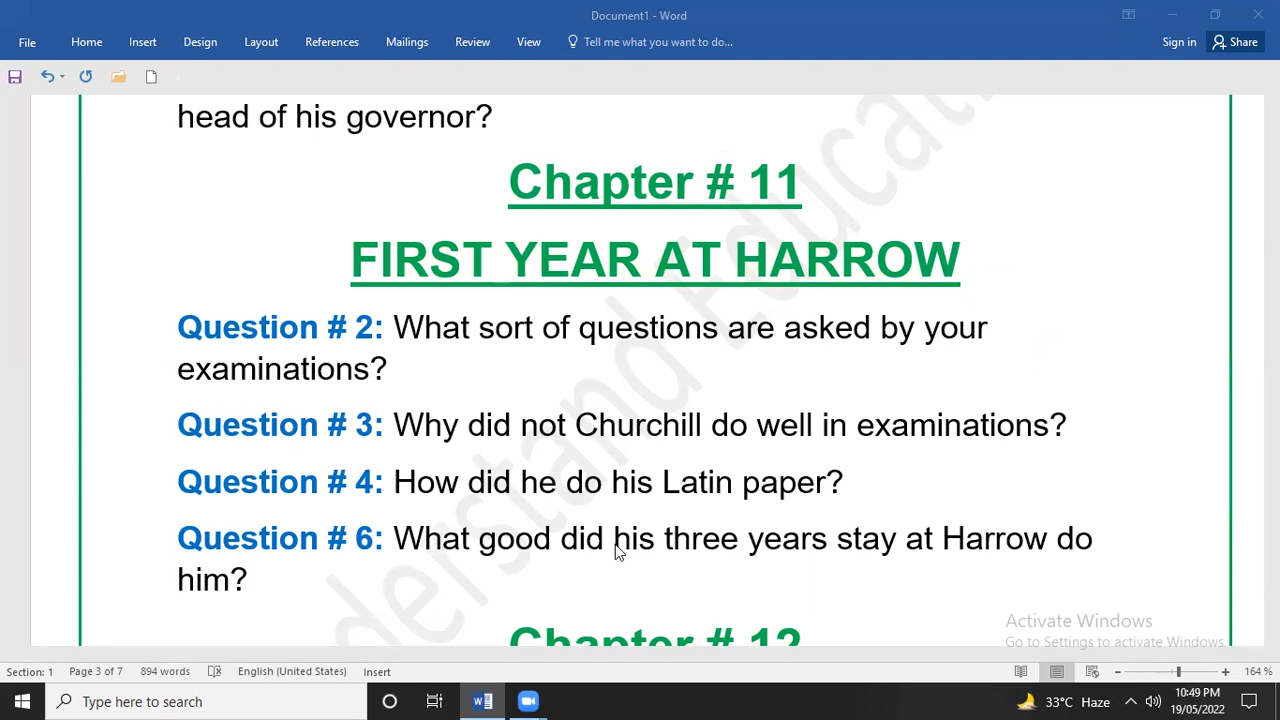 Document1 - Word
File Home Insert Design Layout References Mailings Review View Tell me what you want to do... Sign in Share
head of his governor?
Chapter # 11
FIRST YEAR AT HARROW
Question # 2: What sort of questions are asked by your
examinations?
Question # 3: Why did not Churchill do well in examinations?
Question # 4: How did he do his Latin paper?
Question # 6: What good did his three years stay at Harrow do
him?
Chapter # 12
Activate Windows
Go to Settings to activate Windows.
Section: 1 Page 3 of 7 894 words English (United States) Insert 164 %
Type here to search 33°C Haze 10:49 PM
19/05/2022